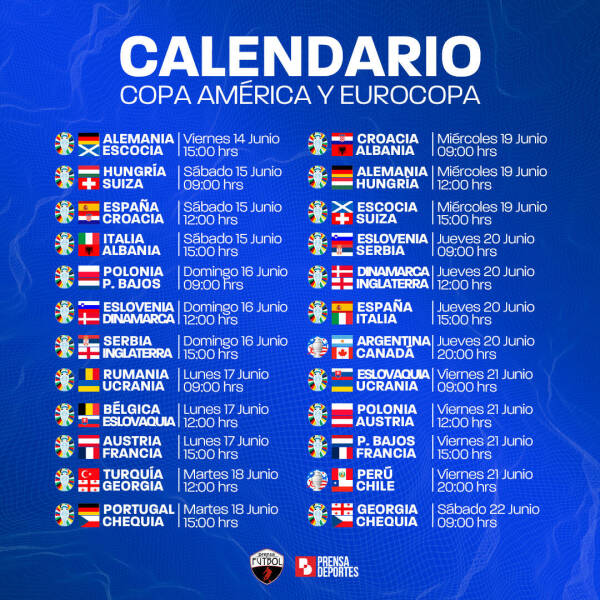 CALENDARIO
COPA AMÉRICA Y EUROCOPA
ALEMANIA
ESCOCIA
Viernes 14 Junio
15:00 hrs
HUNGRÍA
SUIZA
Sábado 15 Junio
09:00 hrs
ESPAÑA
CROACIA
Sábado 15 Junio
12:00 hrs
ITALIA
ALBANIA
Sábado 15 Junio
15:00 hrs
POLONIA
P. BAJOS
Domingo 16 Junio
09:00 hrs
ESLOVENIA
DINAMARCA
Domingo 16 Junio
12:00 hrs
SERBIA
INGLATERRA
Domingo 16 Junio
15:00 hrs
RUMANIA
UCRANIA
Lunes 17 Junio
09:00 hrs
BÉLGICA
ESLOVAQUIA
Lunes 17 Junio
12:00 hrs
AUSTRIA
FRANCIA
Lunes 17 Junio
15:00 hrs
TURQUÍA
GEORGIA
Martes 18 Junio
12:00 hrs
PORTUGAL
CHEQUIA
Martes 18 Junio
15:00 hrs
CROACIA
ALBANIA
Miércoles 19 Junio
09:00 hrs
ALEMANIA
HUNGRÍA
Miércoles 19 Junio
12:00 hrs
ESCOCIA
SUIZA
Miércoles 19 Junio
15:00 hrs
ESLOVENIA
SERBIA
Jueves 20 Junio
09:00 hrs
DINAMARCA
INGLATERRA
Jueves 20 Junio
12:00 hrs
ESPAÑA
ITALIA
Jueves 20 Junio
15:00 hrs
ARGENTINA
CANADÁ
Jueves 20 Junio
20:00 hrs
ESLOVAQUIA
UCRANIA
Viernes 21 Junio
09:00 hrs
POLONIA
AUSTRIA
Viernes 21 Junio
12:00 hrs
P. BAJOS
FRANCIA
Viernes 21 Junio
15:00 hrs
PERÚ
CHILE
Viernes 21 Junio
20:00 hrs
GEORGIA
CHEQUIA
Sábado 22 Junio
09:00 hrs
prensa
FÚTBOL
PRENSA
DEPORTES